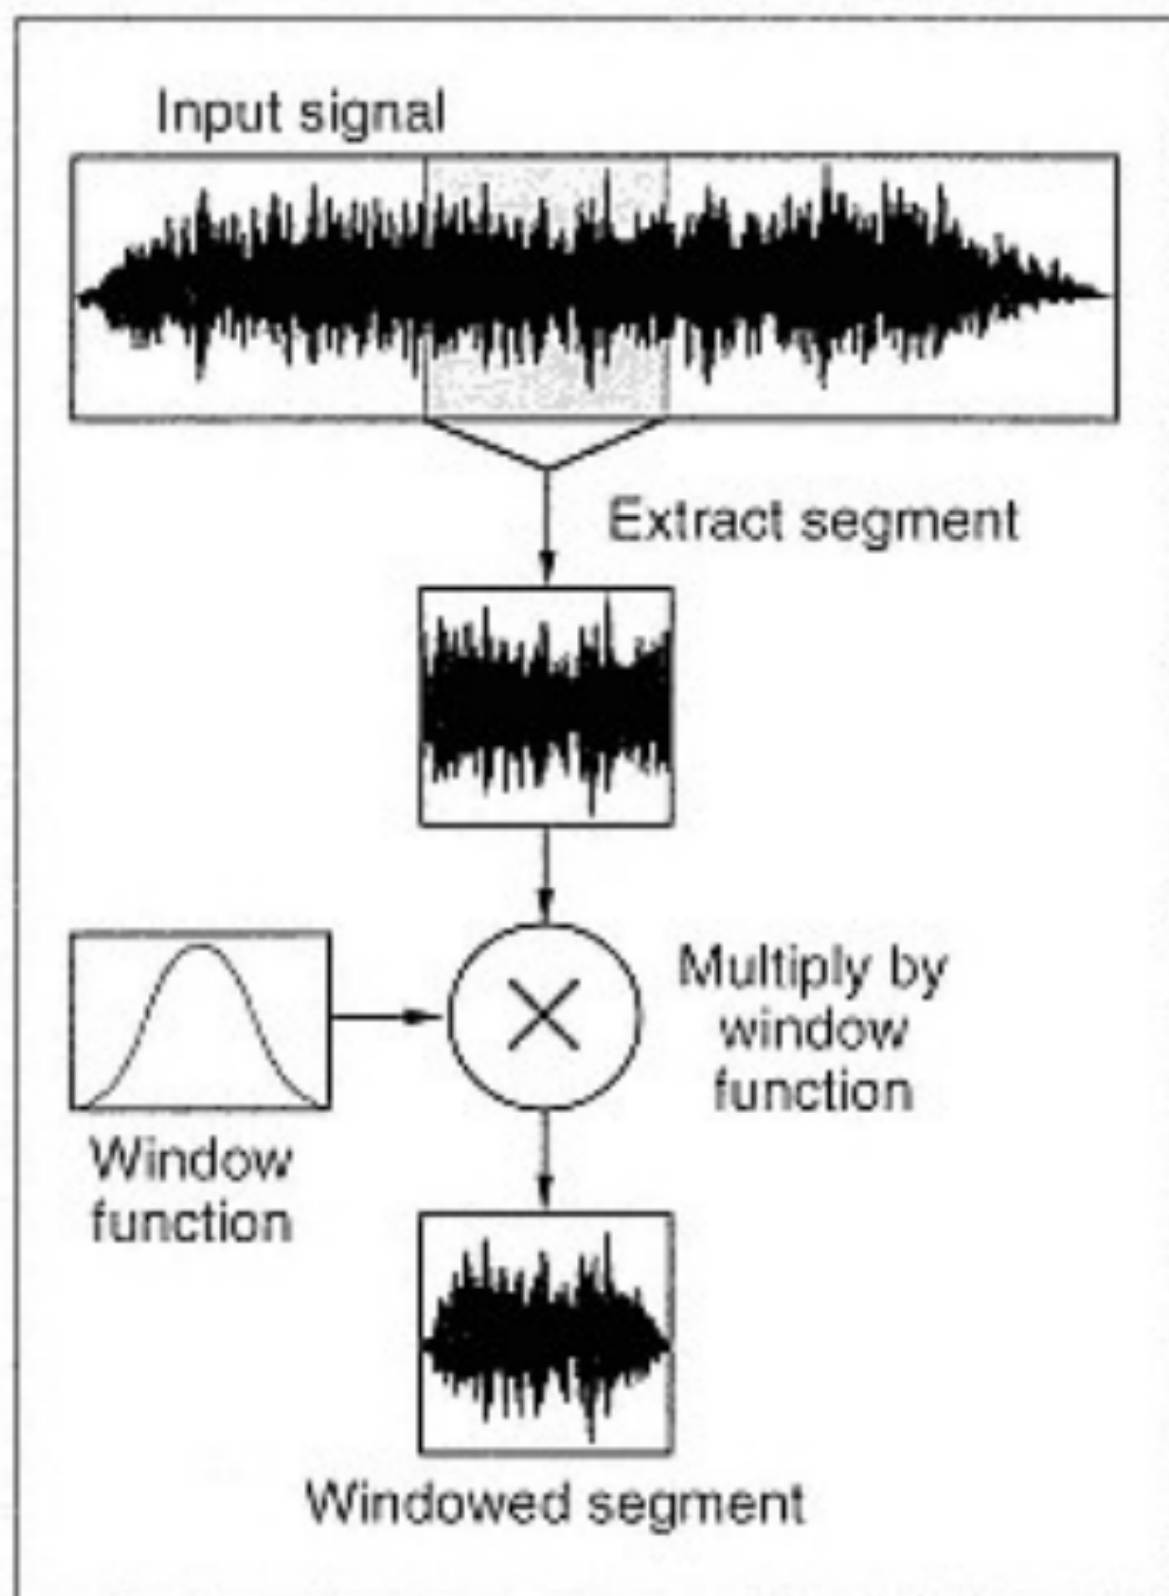 Input signal
Extract segment
Multiply by
window
function
Window
function
Windowed segment